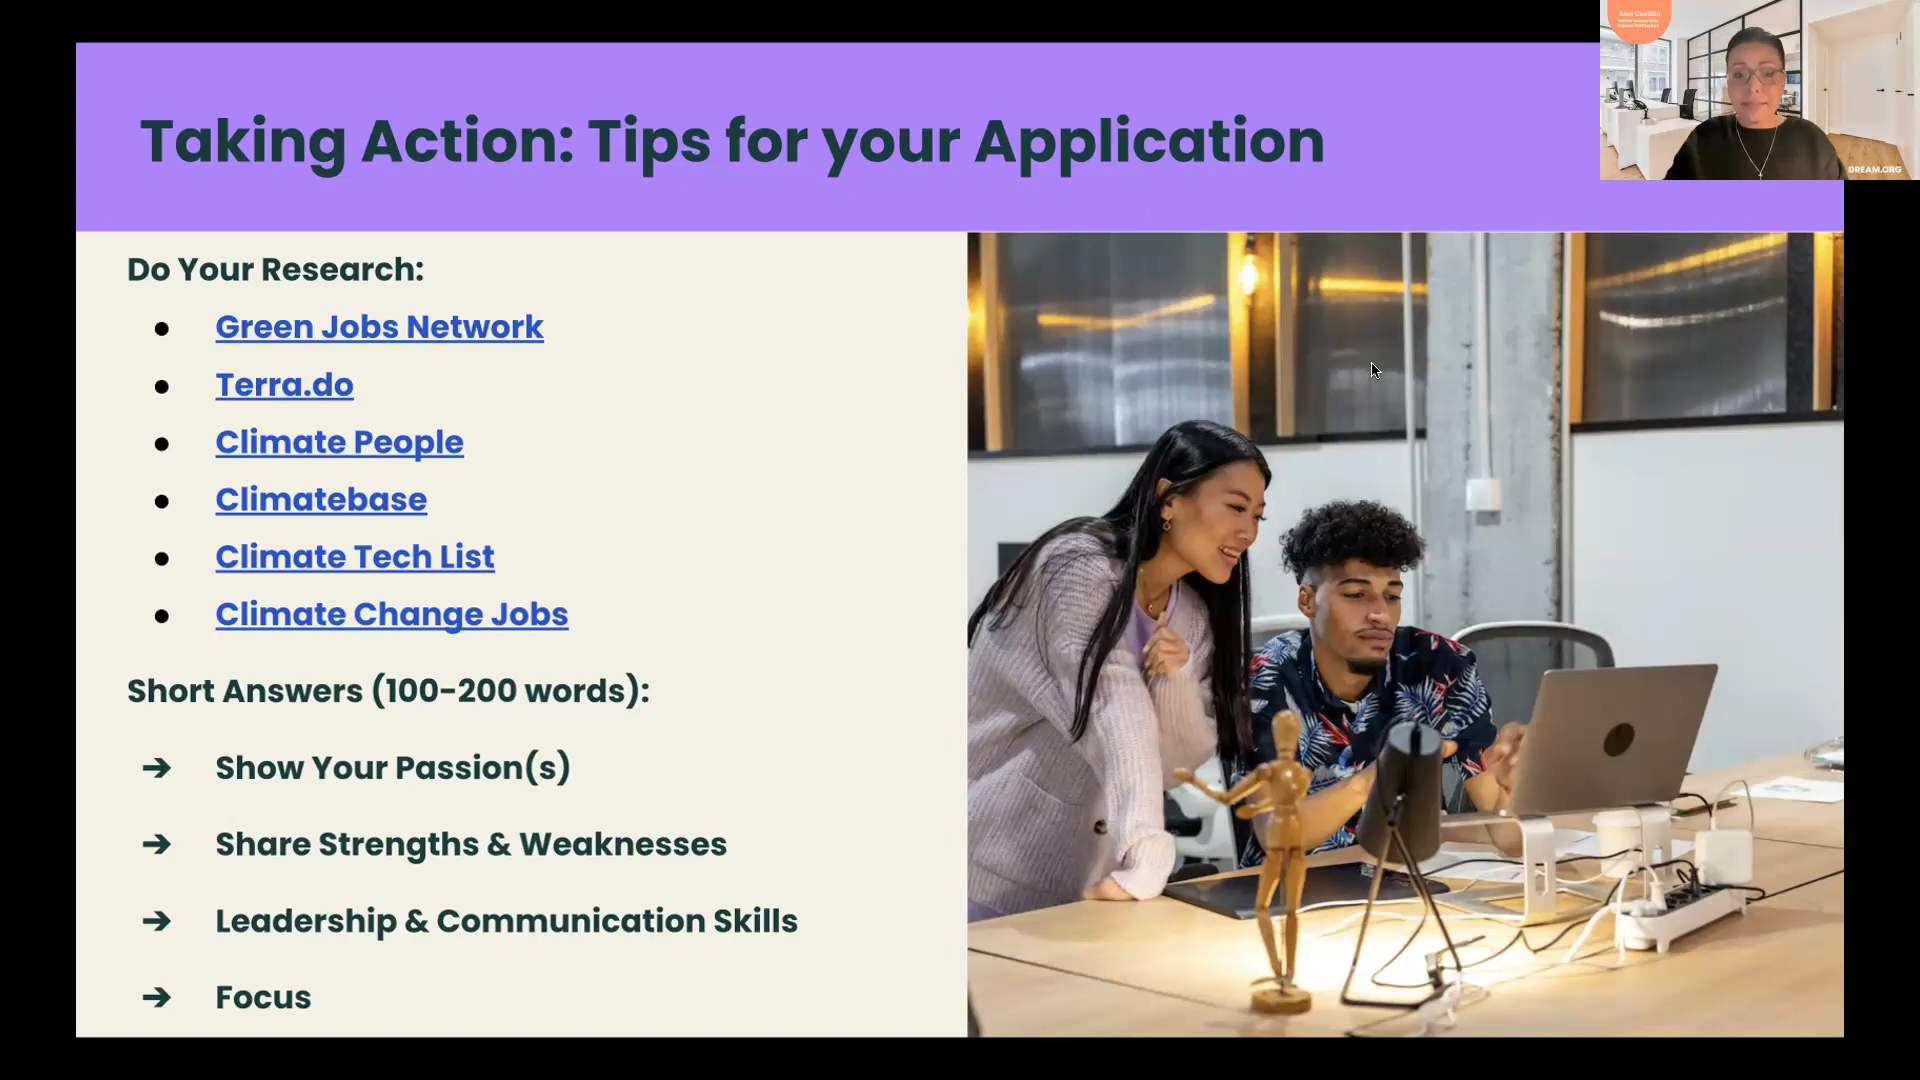 Alex Castillo
Taking Action: Tips for your Application
DREAM.ORG
Do Your Research:
● Green Jobs Network
● Terra.do
● Climate People
● Climatebase
● Climate Tech List
● Climate Change Jobs
Short Answers (100-200 words):
➔ Show Your Passion(s)
➔ Share Strengths & Weaknesses
➔ Leadership & Communication Skills
➔ Focus